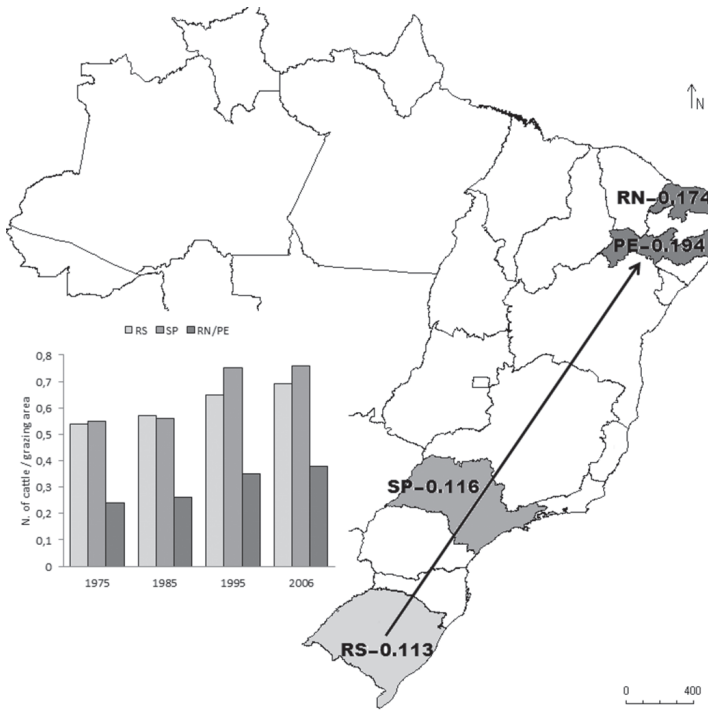 N
RN–0.174
PE–0.194
RS SP RN/PE
N. of cattle / grazing area
0,8
0,7
0,6
0,5
0,4
0,3
0,2
0,1
0
1975 1985 1995 2006
SP–0.116
RS–0.113
0 400